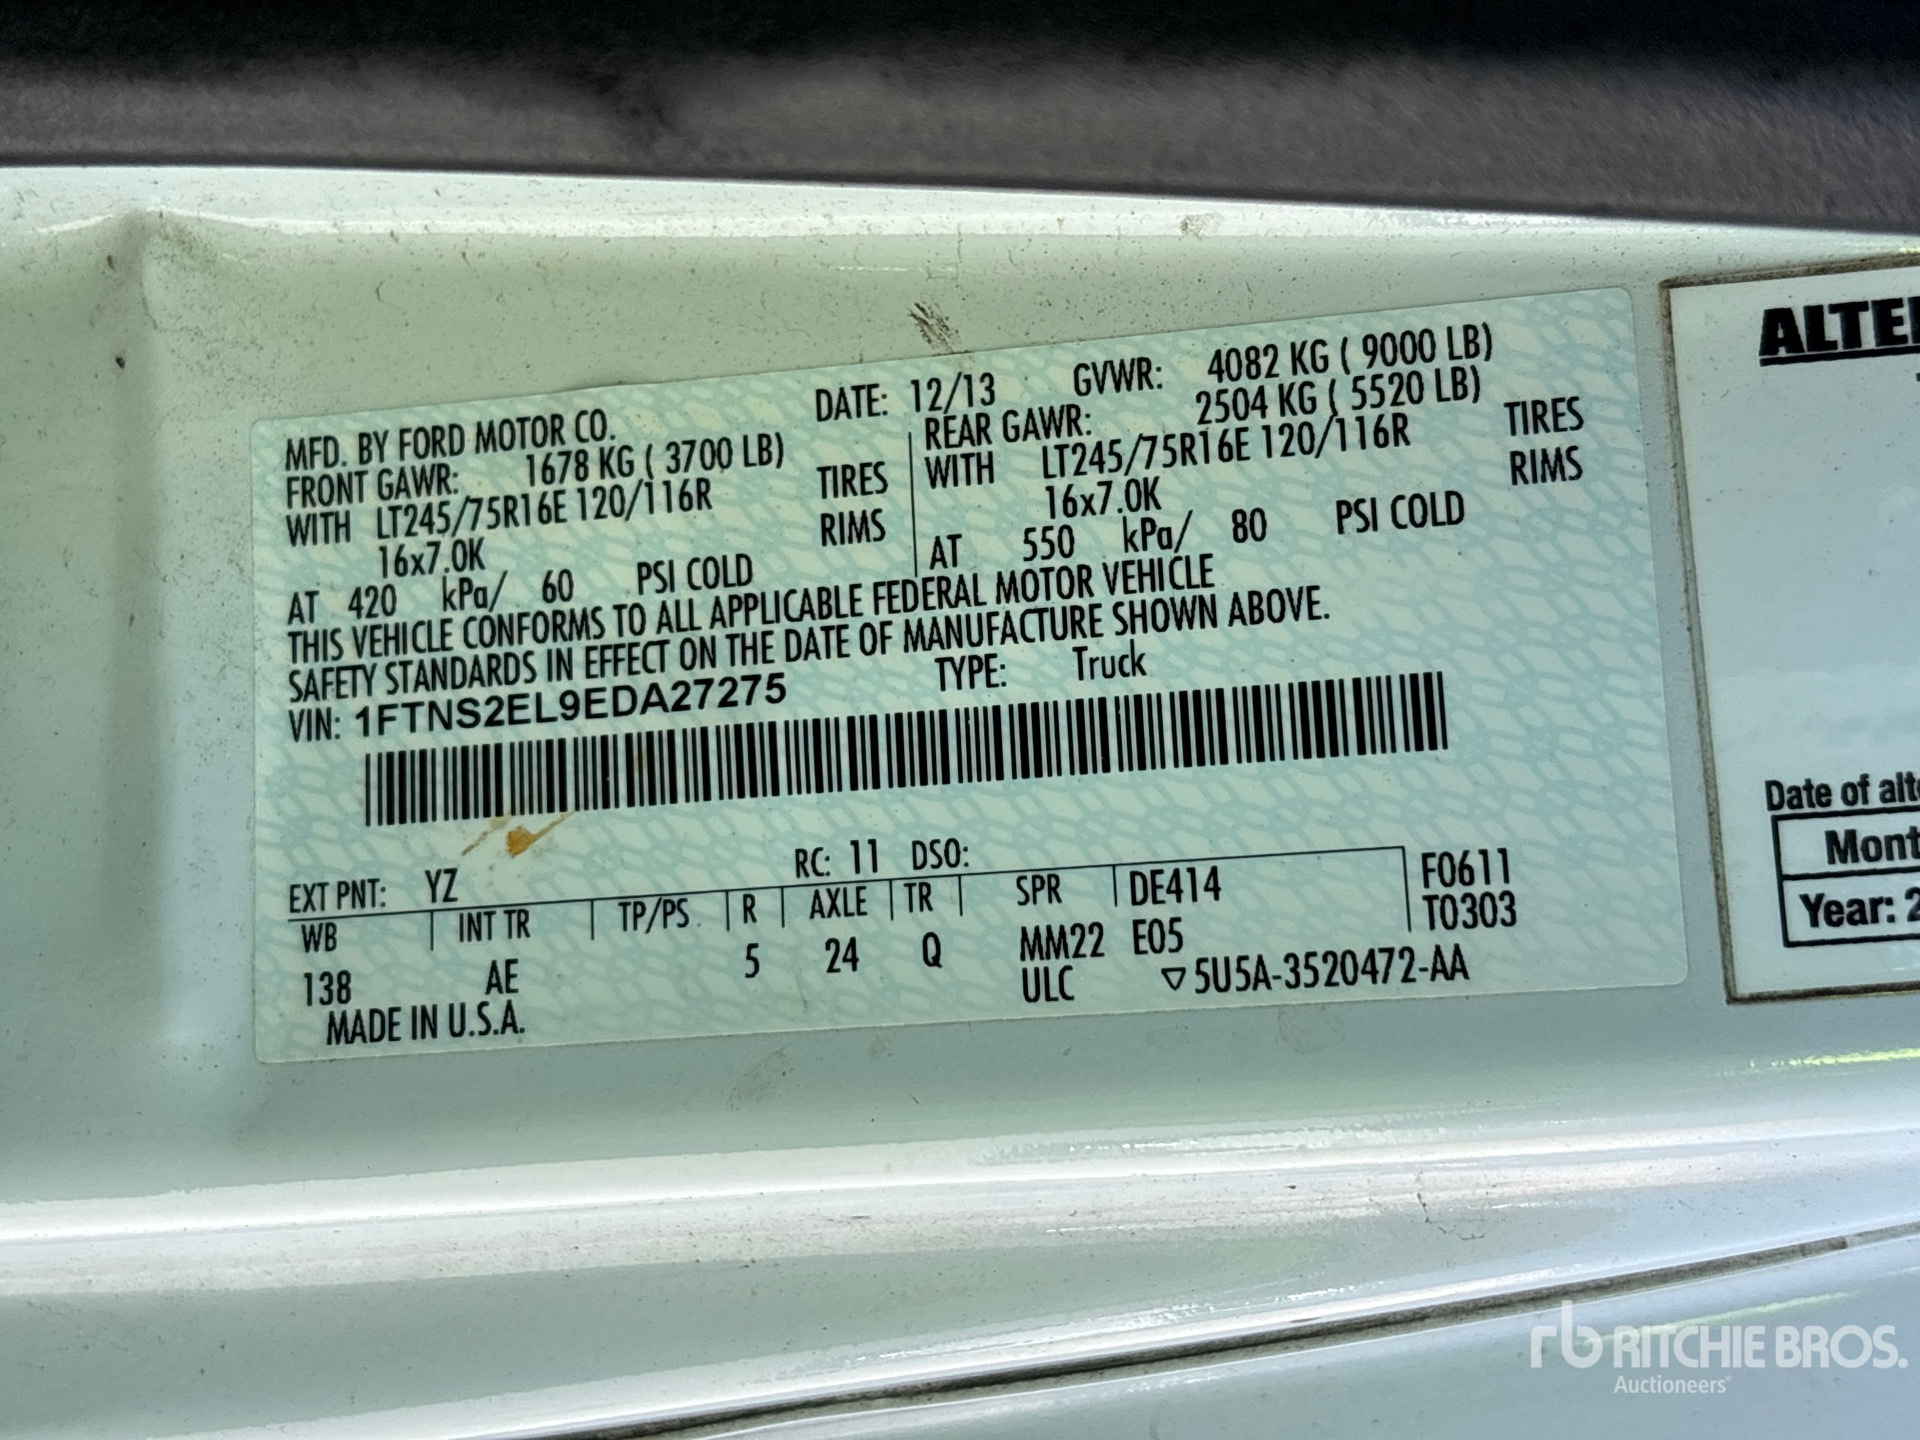 MFD. BY FORD MOTOR CO.
DATE: 12/13 GVWR: 4082 KG ( 9000 LB)
FRONT GAWR: 1678 KG ( 3700 LB)
WITH LT245/75R16E 120/116R TIRES
16x7.0K RIMS
AT 420 kPa/ 60 PSI COLD
REAR GAWR: 2504 KG ( 5520 LB)
WITH LT245/75R16E 120/116R TIRES
16x7.0K RIMS
AT 550 kPa/ 80 PSI COLD
THIS VEHICLE CONFORMS TO ALL APPLICABLE FEDERAL MOTOR VEHICLE
SAFETY STANDARDS IN EFFECT ON THE DATE OF MANUFACTURE SHOWN ABOVE.
VIN: 1FTNS2EL9EDA27275 TYPE: Truck
EXT PNT: YZ RC: 11 DSO:
WB INT TR TP/PS R AXLE TR SPR DE414 F0611
138 AE 5 24 Q MM22 E05 T0303
MADE IN U.S.A. ULC ▽5U5A-3520472-AA
ALTE
Date of alte
Mont
Year: 2
rb RITCHIE BROS.
Auctioneers